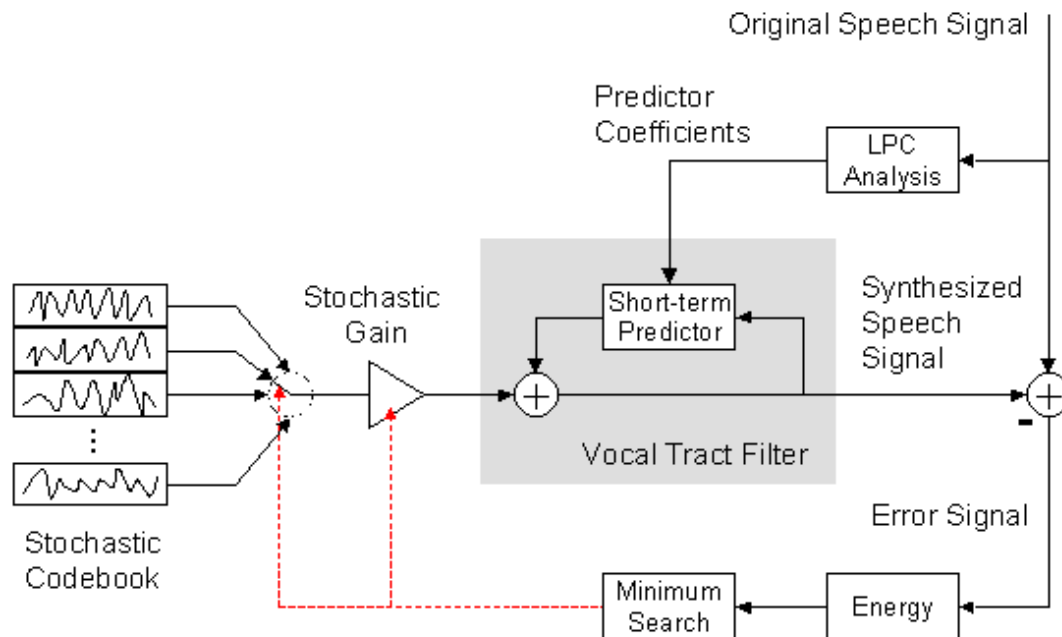 Original Speech Signal
Predictor
Coefficients
LPC
Analysis
Stochastic
Gain
Short-term
Predictor
Synthesized
Speech
Signal
+
+
-
Vocal Tract Filter
...
Stochastic
Codebook
Error Signal
Minimum
Search
Energy